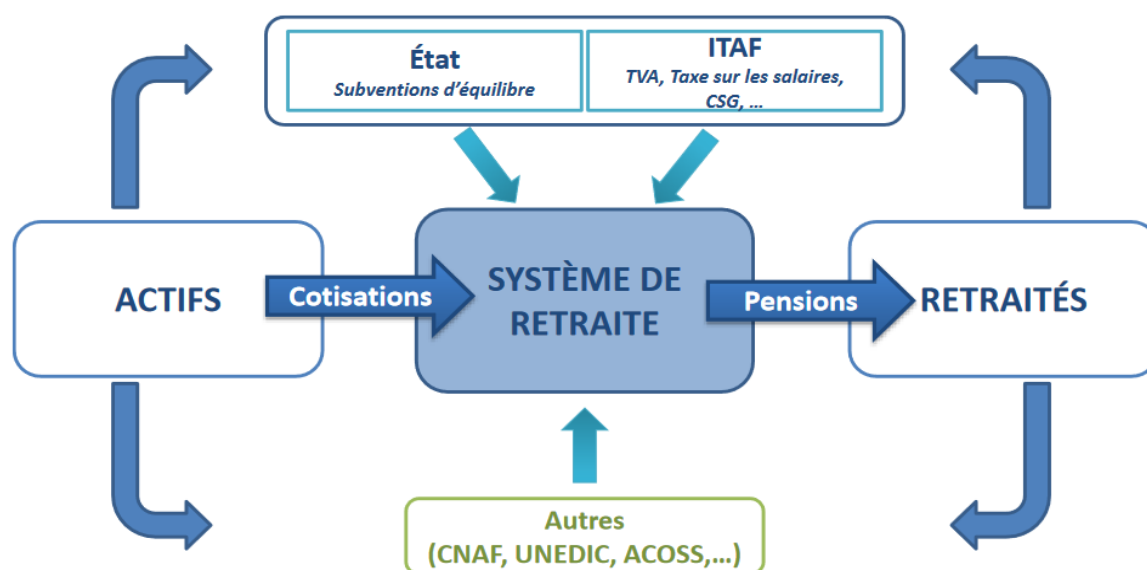 État
Subventions d'équilibre
ITAF
TVA, Taxe sur les salaires,
CSG, ...
ACTIFS
Cotisations
SYSTÈME DE
RETRAITE
Pensions
RETRAITÉS
Autres
(CNAF, UNEDIC, ACOSS,...)